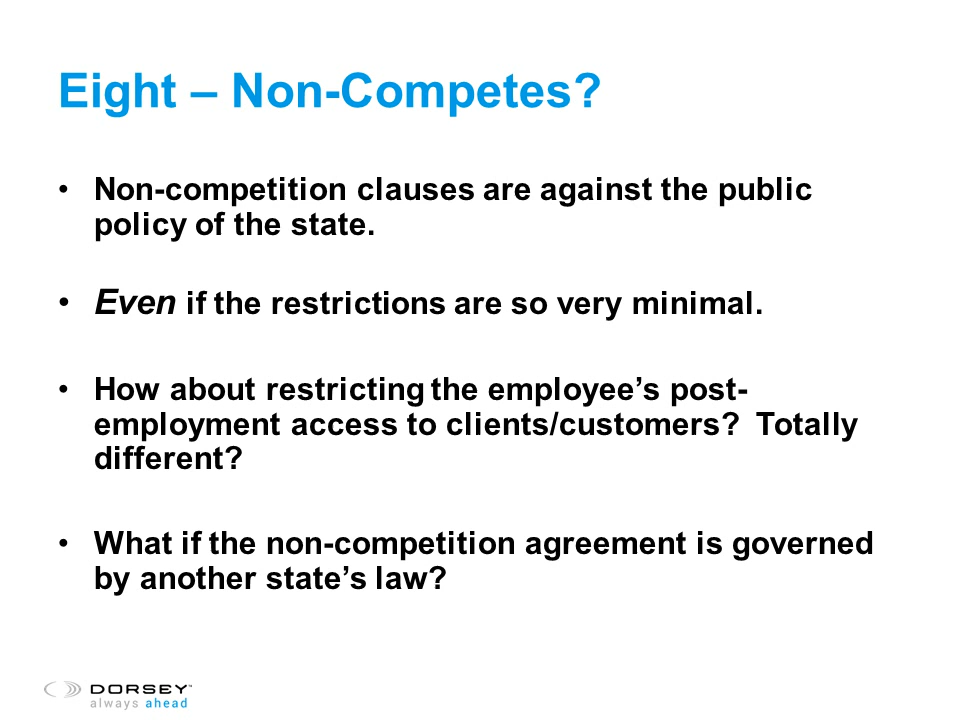 Eight – Non-Competes?
• Non-competition clauses are against the public
policy of the state.
• Even if the restrictions are so very minimal.
• How about restricting the employee’s post-
employment access to clients/customers?  Totally
different?
• What if the non-competition agreement is governed
by another state’s law?
DORSEY™
always ahead